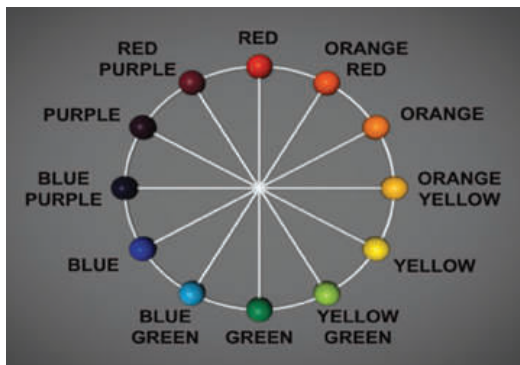 RED
ORANGE
RED
ORANGE
ORANGE
YELLOW
YELLOW
YELLOW
GREEN
GREEN
BLUE
GREEN
BLUE
BLUE
PURPLE
PURPLE
RED
PURPLE